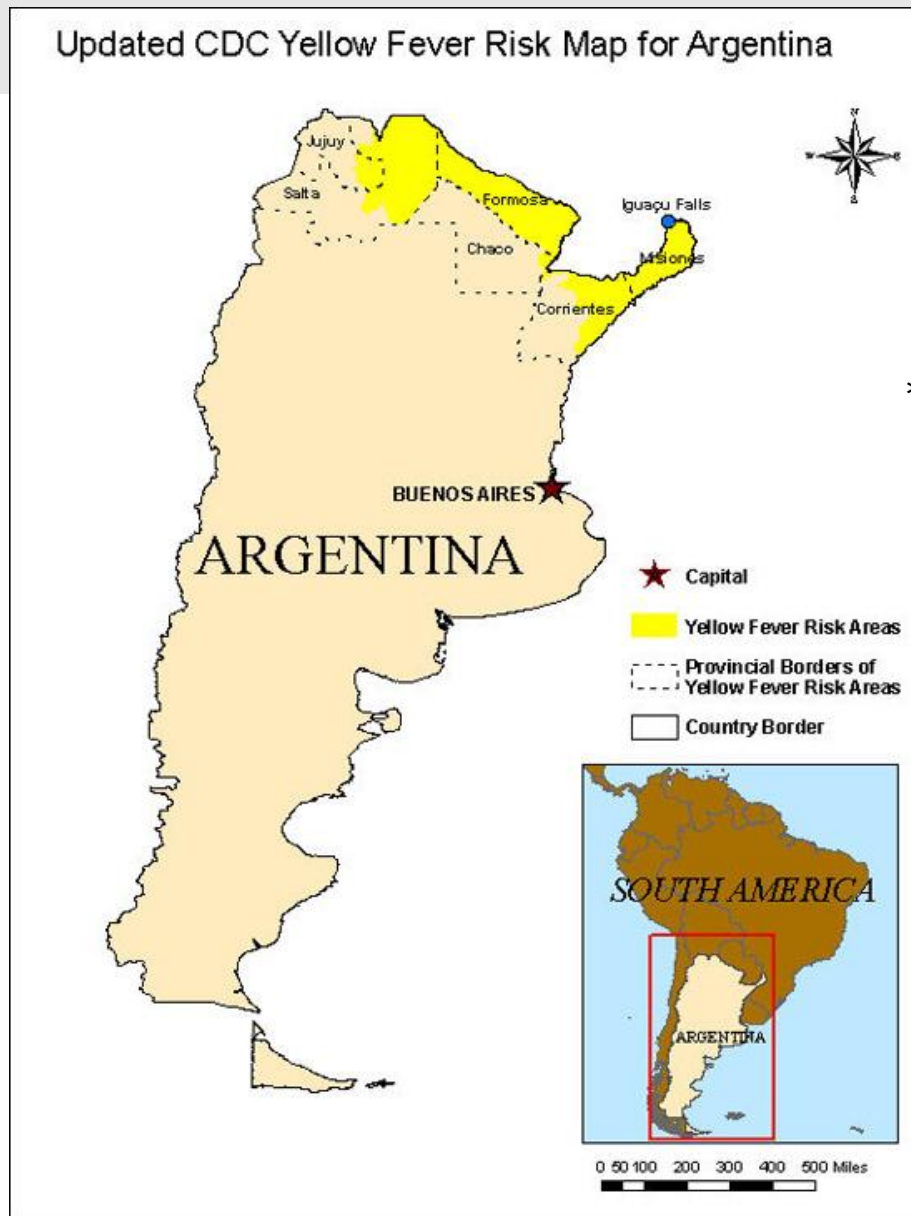 Updated CDC Yellow Fever Risk Map for Argentina
N
W
E
S
Jujuy
Salta
Formosa
Iguaçu Falls
Chaco
Misiones
Corrientes
*
BUENOS AIRES
ARGENTINA
Capital
Yellow Fever Risk Areas
Provincial Borders of
Yellow Fever Risk Areas
Country Border
SOUTH AMERICA
ARGENTINA
0 50 100 200 300 400 500 Miles